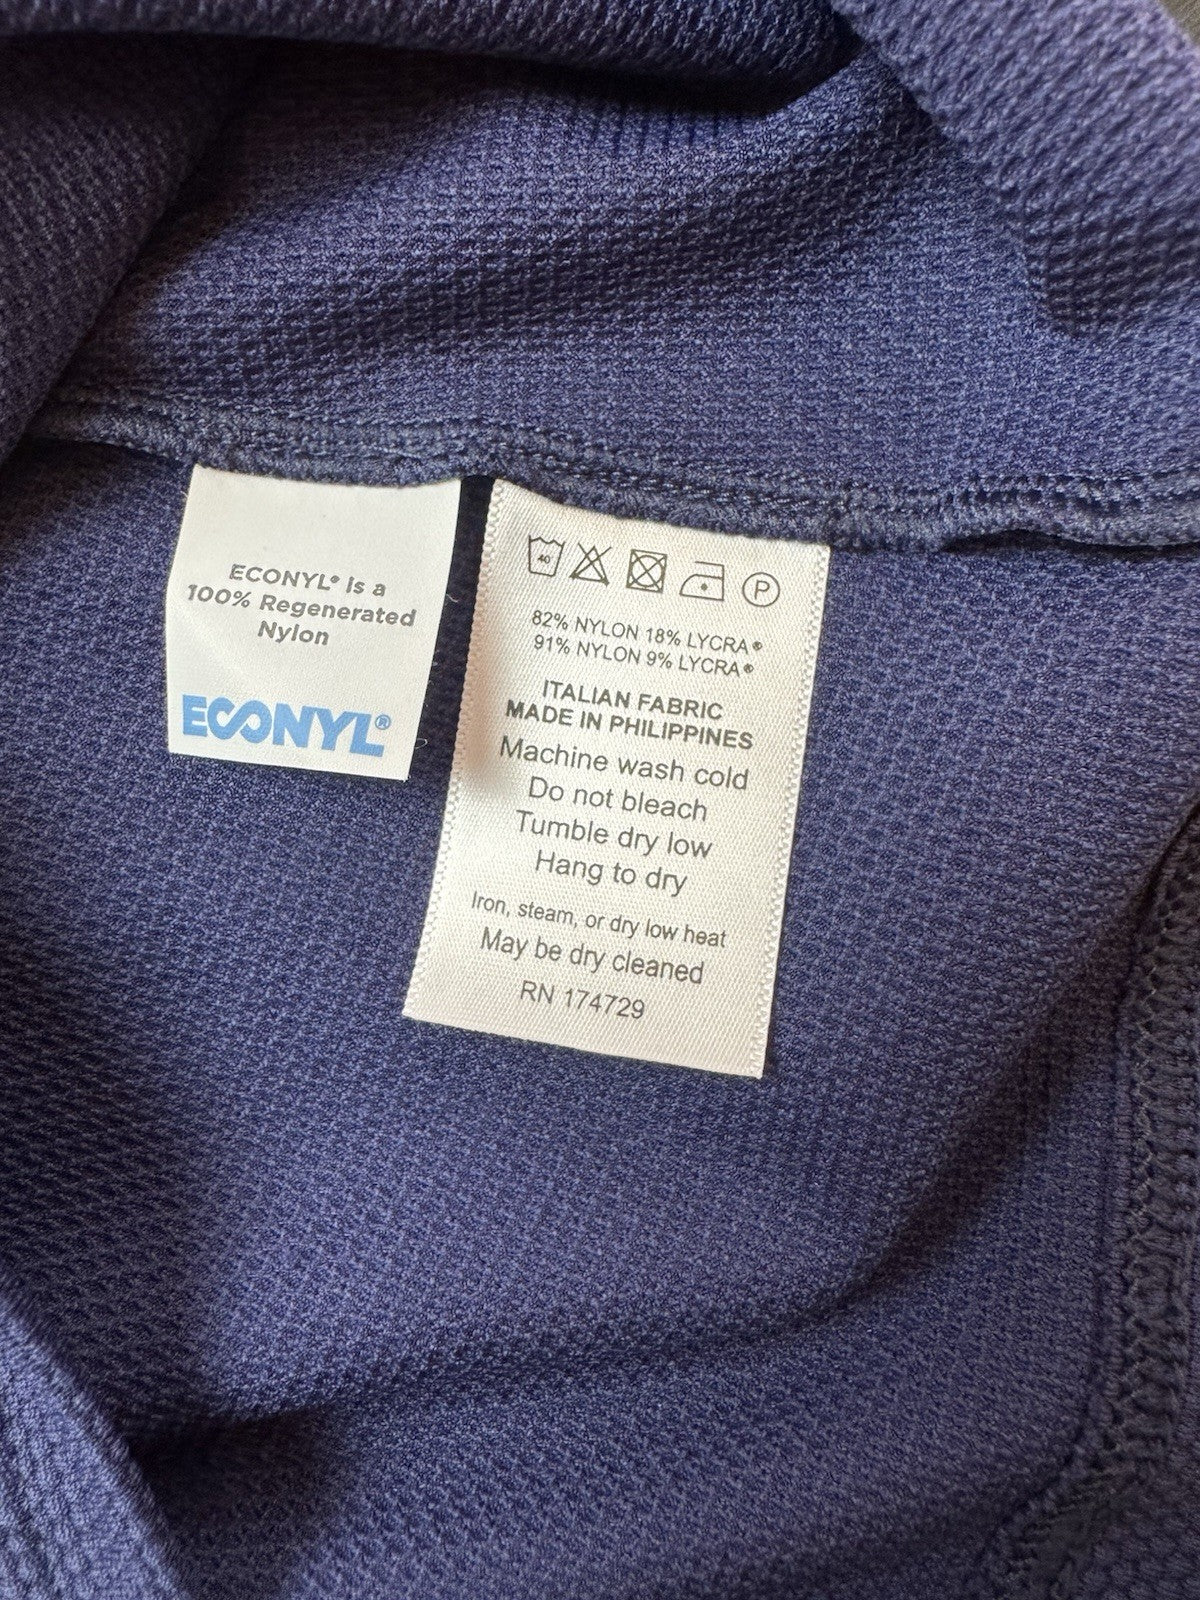 ECONYL® is a
100% Regenerated
Nylon
ECONYL®
40
P
82% NYLON 18% LYCRA®
91% NYLON 9% LYCRA®
ITALIAN FABRIC
MADE IN PHILIPPINES
Machine wash cold
Do not bleach
Tumble dry low
Hang to dry
Iron, steam, or dry low heat
May be dry cleaned
RN 174729